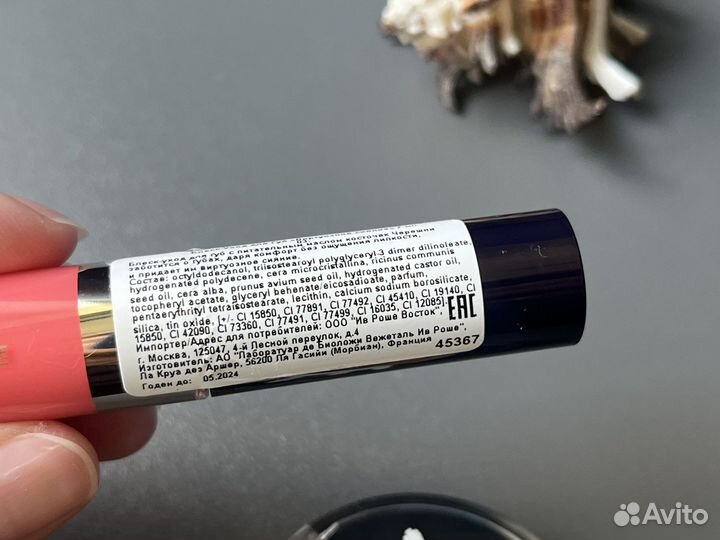 Блеск-уход для губ с питательным маслом косточек Черешни
заботится о губах, даря комфорт без ощущения липкости,
и придает им виртуозное сияние.
Состав: octyldodecanol, triisostearoyl polyglyceryl-3 dimer dilinoleate,
hydrogenated polydecene, cera microcristallina, ricinus communis
seed oil, cera alba, prunus avium seed oil, hydrogenated castor oil,
tocopheryl acetate, glyceryl behenate/eicosadioate, parfum,
pentaerythrityl tetraisostearate, lecithin, calcium sodium borosilicate,
silica, tin oxide, [+/- CI 15850, CI 77891, CI 77492, CI 45410, CI 19140, CI
15850, CI 42090, CI 73360, CI 77491, CI 77499, CI 16035, CI 12085].
Импортер/Адрес для потребителей: ООО "Ив Роше Восток".
г. Москва, 125047, 4-й Лесной переулок, д.4
Изготовитель: АО "Лаборатуар де Биоложи Вежеталь Ив Роше".
Ла Круа дез Аршер, 56200 Ля Гасийи (Морбиан), Франция
Годен до: 05.2024
EAC
45367
Avito